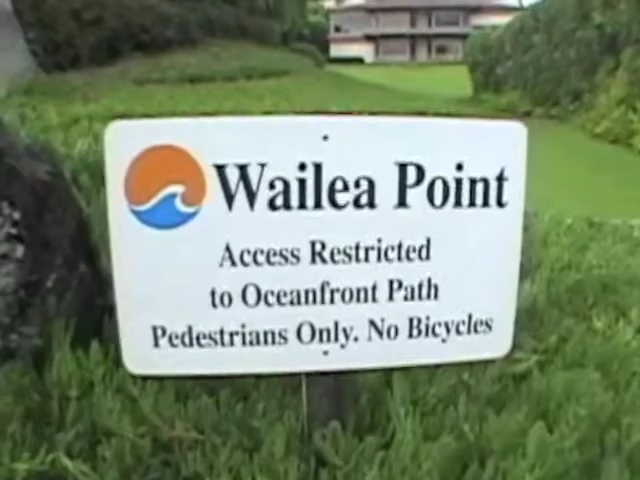 Wailea Point
Access Restricted
to Oceanfront Path
Pedestrians Only. No Bicycles